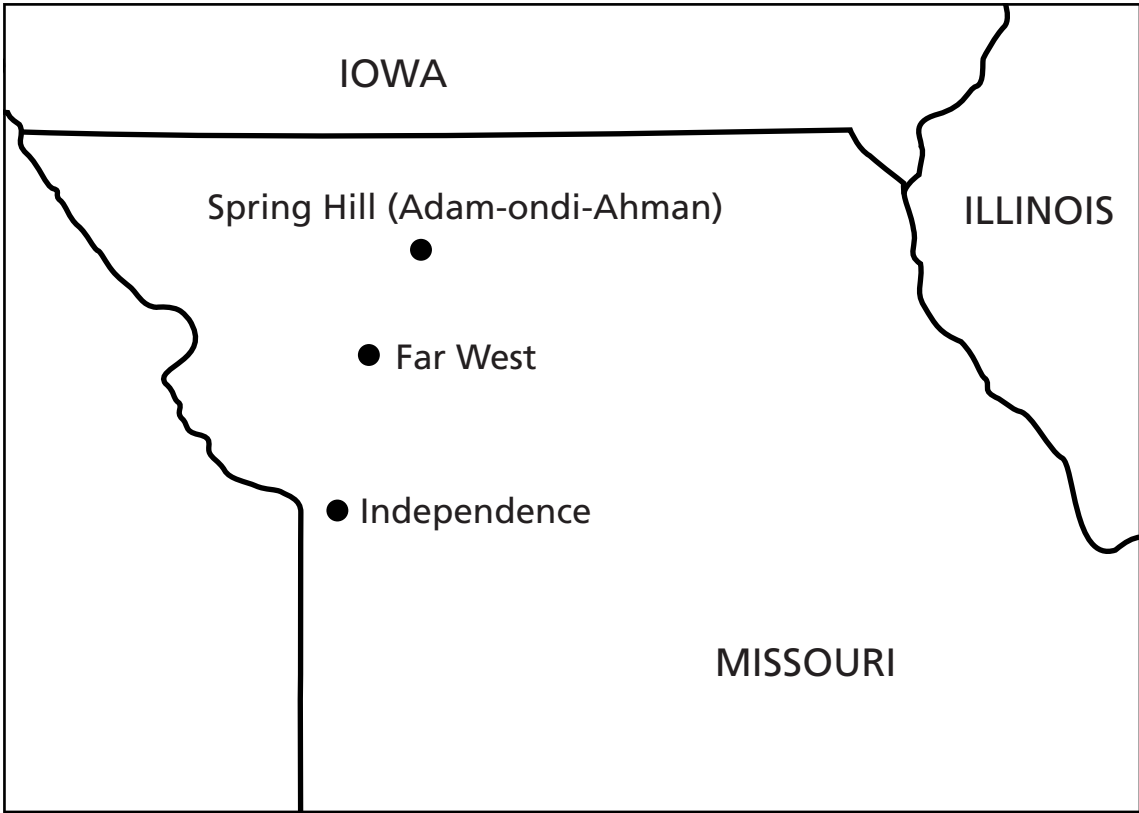 IOWA
Spring Hill (Adam-ondi-Ahman)
ILLINOIS
Far West
Independence
MISSOURI